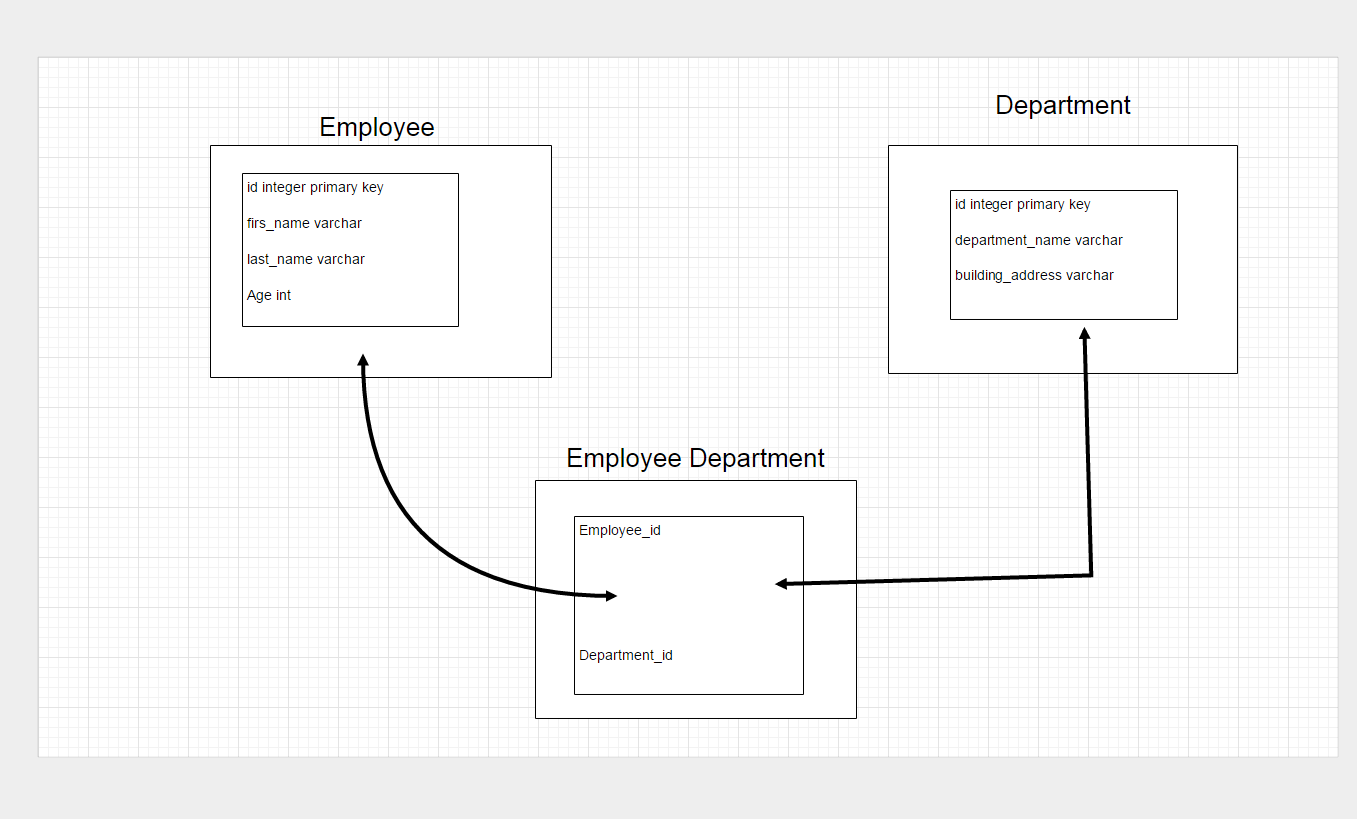 Employee
id integer primary key
firs_name varchar
last_name varchar
Age int
Department
id integer primary key
department_name varchar
building_address varchar
Employee Department
Employee_id
Department_id